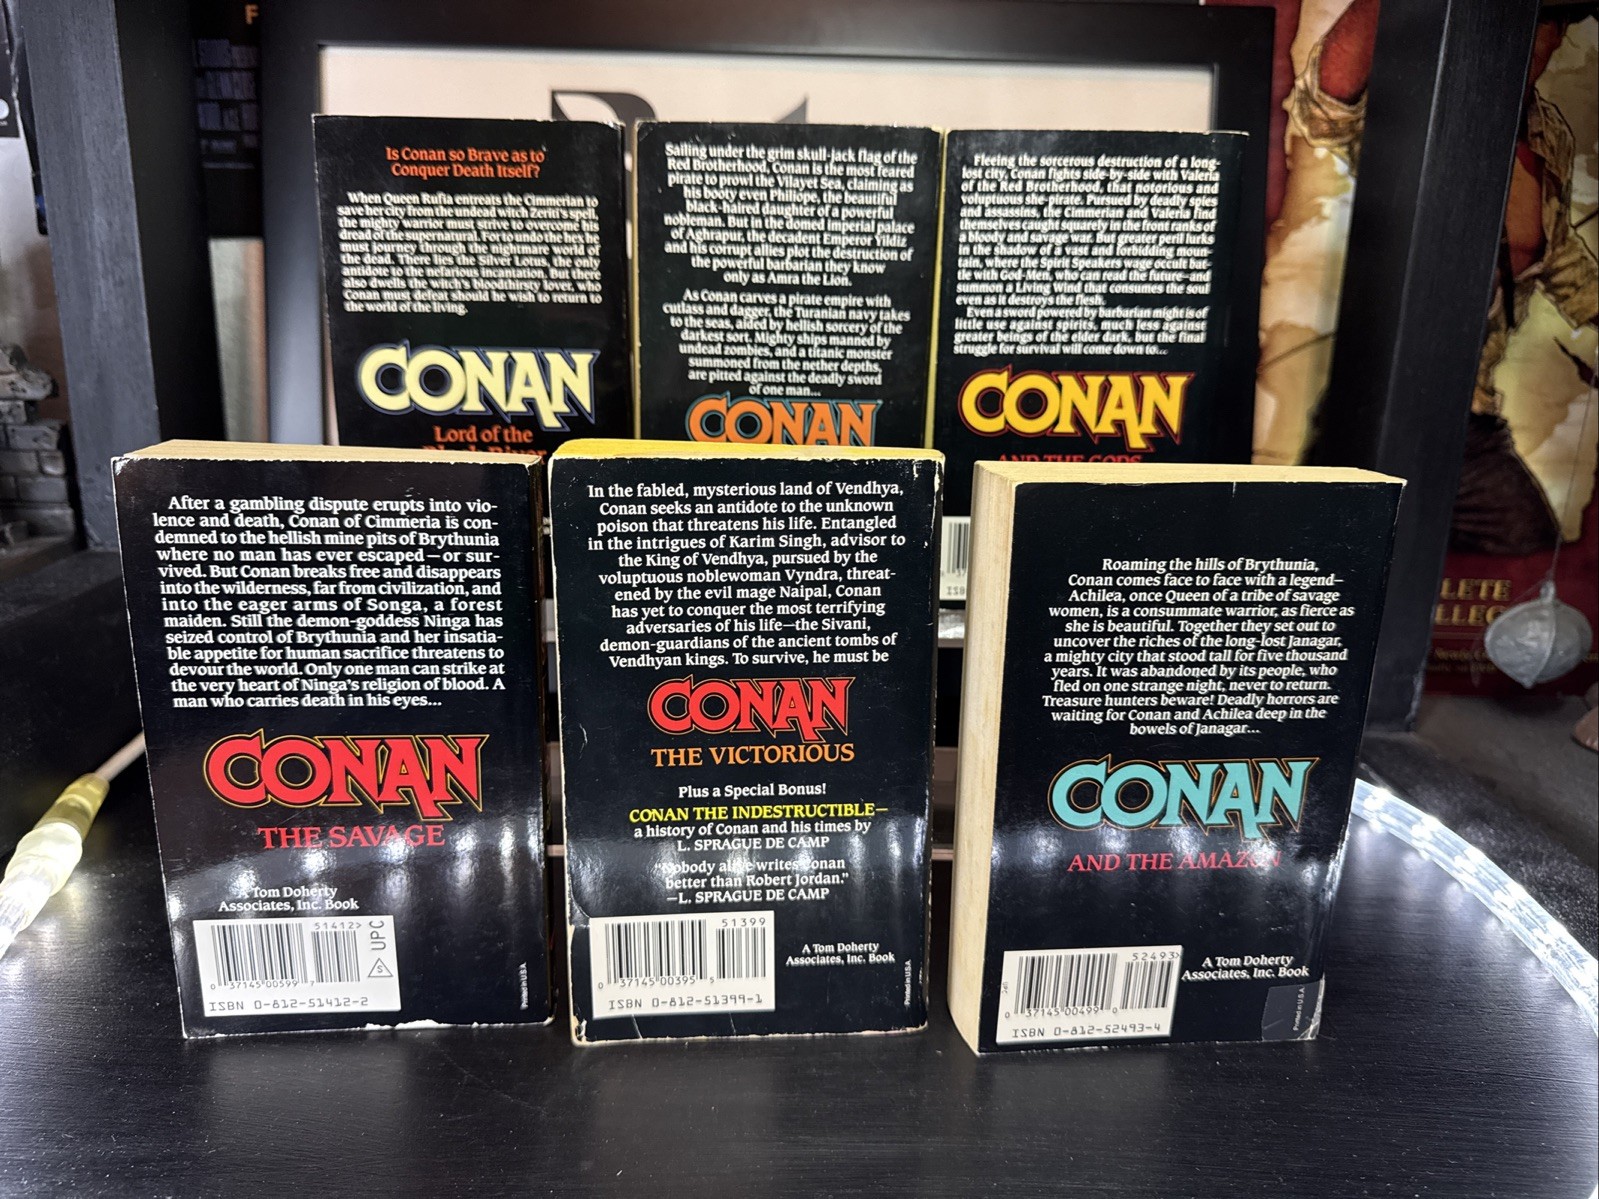 F
Is Conan so Brave as to
Conquer Death Itself?
When Queen Rufia entreats the Cimmerian to
save her city from the undead witch Zeriti's spell,
the mighty warrior must strive to overcome his
dread of the supernatural. For to undo the hex he
must journey through the nightmare world of
the dead. There lies the Silver Lotus, the only
antidote to the nefarious incantation. But there
also dwells the witch's bloodthirsty lover, who
Conan must defeat should he wish to return to
the world of the living.
CONAN
Lord of the
Black River
Sailing under the grim skull-jack flag of the
Red Brotherhood, Conan is the most feared
pirate to prowl the Vilayet Sea, claiming as
his booty even Philiope, the beautiful
black-haired daughter of a powerful
nobleman. But in the domed imperial palace
of Aghrapur, the decadent Emperor Yildiz
and his corrupt allies plot the destruction of
the powerful barbarian they know
only as Amra the Lion.
As Conan carves a pirate empire with
cutlass and dagger, the Turanian navy takes
to the seas, aided by hellish sorcery of the
darkest sort. Mighty ships manned by
undead zombies, and a titanic monster
summoned from the nether depths,
are pitted against the deadly sword
of one man...
CONAN
Fleeing the sorcerous destruction of a long-
lost city, Conan fights side-by-side with Valeria
of the Red Brotherhood, that notorious and
voluptuous she-pirate. Pursued by deadly spies
and assassins, the Cimmerian and Valeria find
themselves caught squarely in the front ranks of
a bloody and savage war. But greater peril lurks
in the shadow of a vast and forbidding moun-
tain, where the Spirit Speakers wage occult bat-
tle with God-Men, who can read the future—and
summon a Living Wind that consumes the soul
even as it destroys the flesh.
Even a sword powered by barbarian might is of
little use against spirits, much less against
greater beings of the elder dark, but the final
struggle for survival will come down to...
CONAN
AND THE GODS
ISB
After a gambling dispute erupts into vio-
lence and death, Conan of Cimmeria is con-
demned to the hellish mine pits of Brythunia
where no man has ever escaped—or sur-
vived. But Conan breaks free and disappears
into the wilderness, far from civilization, and
into the eager arms of Songa, a forest
maiden. Still the demon-goddess Ninga has
seized control of Brythunia and her insatia-
ble appetite for human sacrifice threatens to
devour the world. Only one man can strike at
the very heart of Ninga's religion of blood. A
man who carries death in his eyes...
CONAN
THE SAVAGE
A Tom Doherty
Associates, Inc. Book
51412>
UPC
S
0 37145 00599 7
ISBN 0-812-51412-2
Printed in U.S.A.
In the fabled, mysterious land of Vendhya,
Conan seeks an antidote to the unknown
poison that threatens his life. Entangled
in the intrigues of Karim Singh, advisor to
the King of Vendhya, pursued by the
voluptuous noblewoman Vyndra, threat-
ened by the evil mage Naipal, Conan
has yet to conquer the most terrifying
adversaries of his life—the Sivani,
demon-guardians of the ancient tombs of
Vendhyan kings. To survive, he must be
CONAN
THE VICTORIOUS
Plus a Special Bonus!
CONAN THE INDESTRUCTIBLE—
a history of Conan and his times by
L. SPRAGUE DE CAMP
"Nobody alive writes Conan
better than Robert Jordan."
—L. SPRAGUE DE CAMP
51399
0 37145 00395 5
ISBN 0-812-51399-1
A Tom Doherty
Associates, Inc. Book
Printed in U.S.A.
Roaming the hills of Brythunia,
Conan comes face to face with a legend—
Achilea, once Queen of a tribe of savage
women, is a consummate warrior, as fierce as
she is beautiful. Together they set out to
uncover the riches of the long-lost Janagar,
a mighty city that stood tall for five thousand
years. It was abandoned by its people, who
fled on one strange night, never to return.
Treasure hunters beware! Deadly horrors are
waiting for Conan and Achilea deep in the
bowels of Janagar...
CONAN
AND THE AMAZON
52493>
0 37145 00499 0
ISBN 0-812-52493-4
A Tom Doherty
Associates, Inc. Book
Printed in U.S.A.
LETE
LLEC